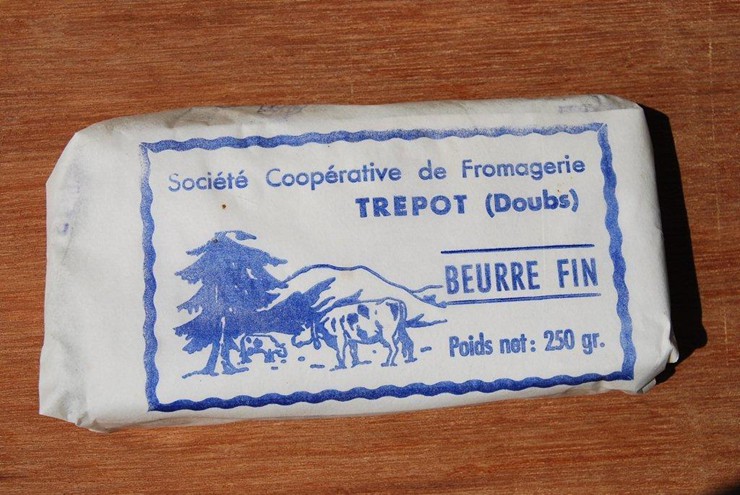 Société Coopérative de Fromagerie
TREPOT (Doubs)
BEURRE FIN
Poids net: 250 gr.